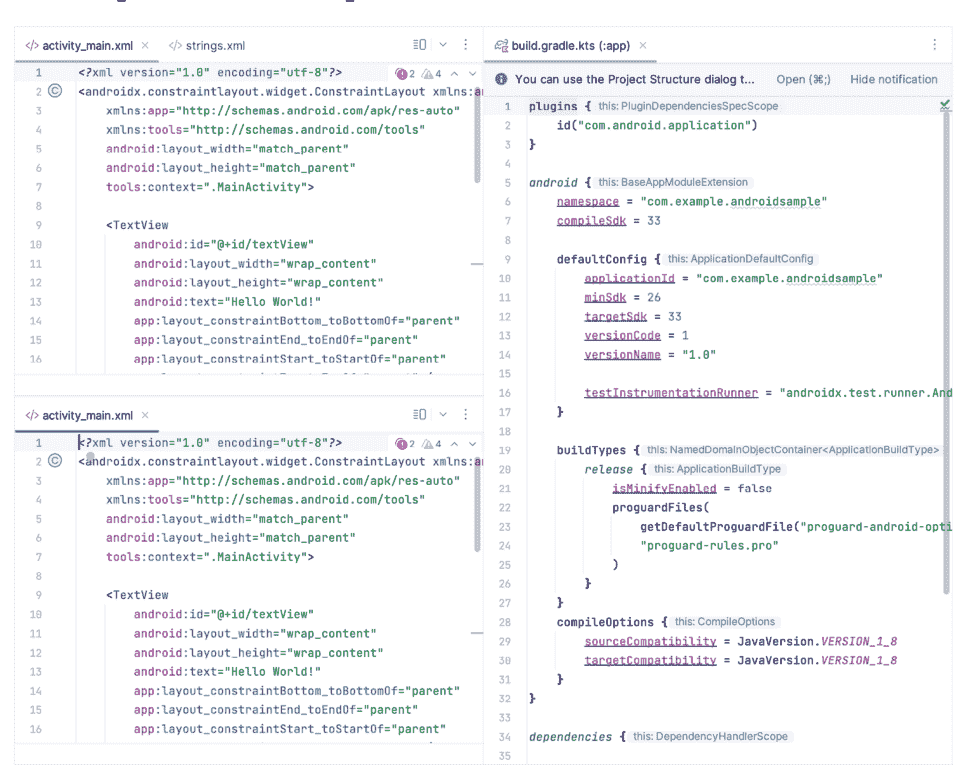 activity_main.xml
strings.xml
1 <?xml version="1.0" encoding="utf-8"?> 2 4
2 <androidx.constraintlayout.widget.ConstraintLayout xmlns:a
3 xmlns:app="http://schemas.android.com/apk/res-auto"
4 xmlns:tools="http://schemas.android.com/tools"
5 android:layout_width="match_parent"
6 android:layout_height="match_parent"
7 tools:context=".MainActivity">
8
9 <TextView
10 android:id="@+id/textView"
11 android:layout_width="wrap_content"
12 android:layout_height="wrap_content"
13 android:text="Hello World!"
14 app:layout_constraintBottom_toBottomOf="parent"
15 app:layout_constraintEnd_toEndOf="parent"
16 app:layout_constraintStart_toStartOf="parent"
activity_main.xml
1 <?xml version="1.0" encoding="utf-8"?> 2 4
2 <androidx.constraintlayout.widget.ConstraintLayout xmlns:a
3 xmlns:app="http://schemas.android.com/apk/res-auto"
4 xmlns:tools="http://schemas.android.com/tools"
5 android:layout_width="match_parent"
6 android:layout_height="match_parent"
7 tools:context=".MainActivity">
8
9 <TextView
10 android:id="@+id/textView"
11 android:layout_width="wrap_content"
12 android:layout_height="wrap_content"
13 android:text="Hello World!"
14 app:layout_constraintBottom_toBottomOf="parent"
15 app:layout_constraintEnd_toEndOf="parent"
16 app:layout_constraintStart_toStartOf="parent"
build.gradle.kts (:app)
You can use the Project Structure dialog t... Open (⌘;) Hide notification
1 plugins { this: PluginDependenciesSpecScope
2 id("com.android.application")
3 }
4
5 android { this: BaseAppModuleExtension
6 namespace = "com.example.androidsample"
7 compileSdk = 33
8
9 defaultConfig { this: ApplicationDefaultConfig
10 applicationId = "com.example.androidsample"
11 minSdk = 26
12 targetSdk = 33
13 versionCode = 1
14 versionName = "1.0"
15
16 testInstrumentationRunner = "androidx.test.runner.And
17 }
18
19 buildTypes { this: NamedDomainObjectContainer<ApplicationBuildType>
20 release { this: ApplicationBuildType
21 isMinifyEnabled = false
22 proguardFiles(
23 getDefaultProguardFile("proguard-android-opti
24 "proguard-rules.pro"
25 )
26 }
27 }
28 compileOptions { this: CompileOptions
29 sourceCompatibility = JavaVersion.VERSION_1_8
30 targetCompatibility = JavaVersion.VERSION_1_8
31 }
32 }
33
34 dependencies { this: DependencyHandlerScope
35